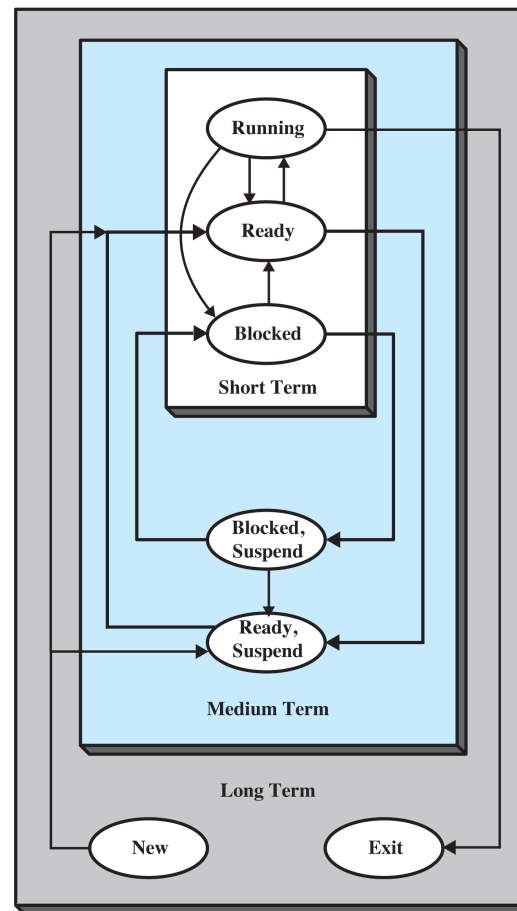 Running
Ready
Blocked
Short Term
Blocked,
Suspend
Ready,
Suspend
Medium Term
Long Term
New
Exit